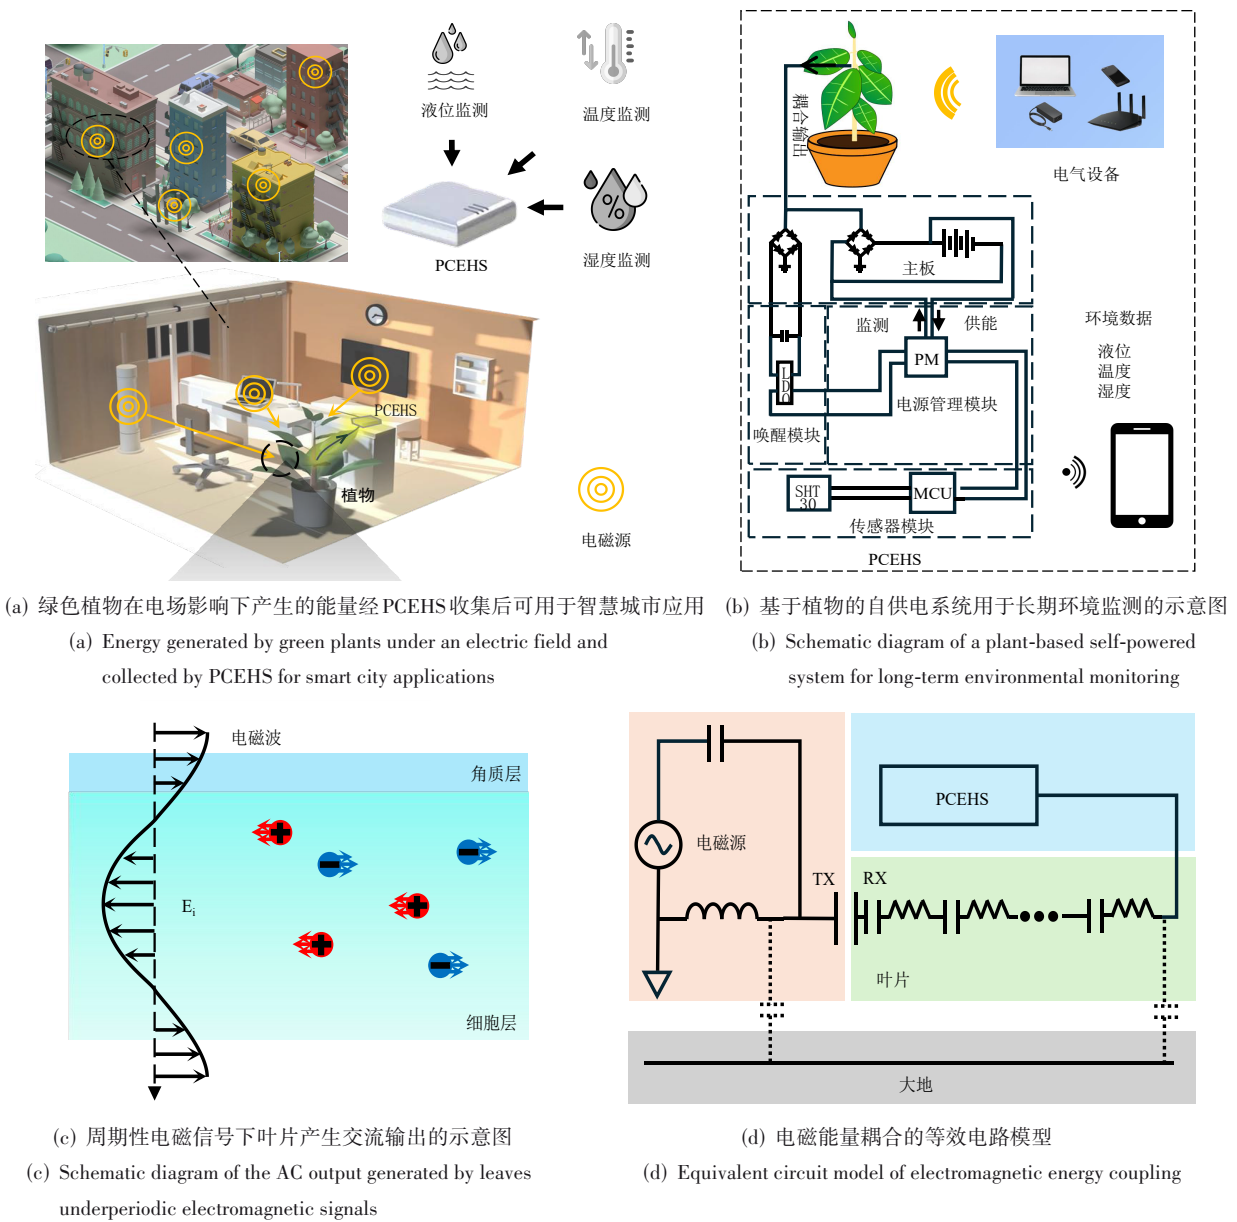 液位监测
温度监测
PCEHS
湿度监测
PCEHS
植物
电磁源
(a) 绿色植物在电场影响下产生的能量经PCEHS收集后可用于智慧城市应用
(a) Energy generated by green plants under an electric field and
collected by PCEHS for smart city applications
耦合输出
电气设备
主板
监测
供能
PM
LDO
电源管理模块
唤醒模块
SHT
30
MCU
传感器模块
PCEHS
环境数据
液位
温度
湿度
(b) 基于植物的自供电系统用于长期环境监测的示意图
(b) Schematic diagram of a plant-based self-powered
system for long-term environmental monitoring
电磁波
角质层
Ei
细胞层
(c) 周期性电磁信号下叶片产生交流输出的示意图
(c) Schematic diagram of the AC output generated by leaves
underperiodic electromagnetic signals
PCEHS
电磁源
TX
RX
叶片
大地
(d) 电磁能量耦合的等效电路模型
(d) Equivalent circuit model of electromagnetic energy coupling